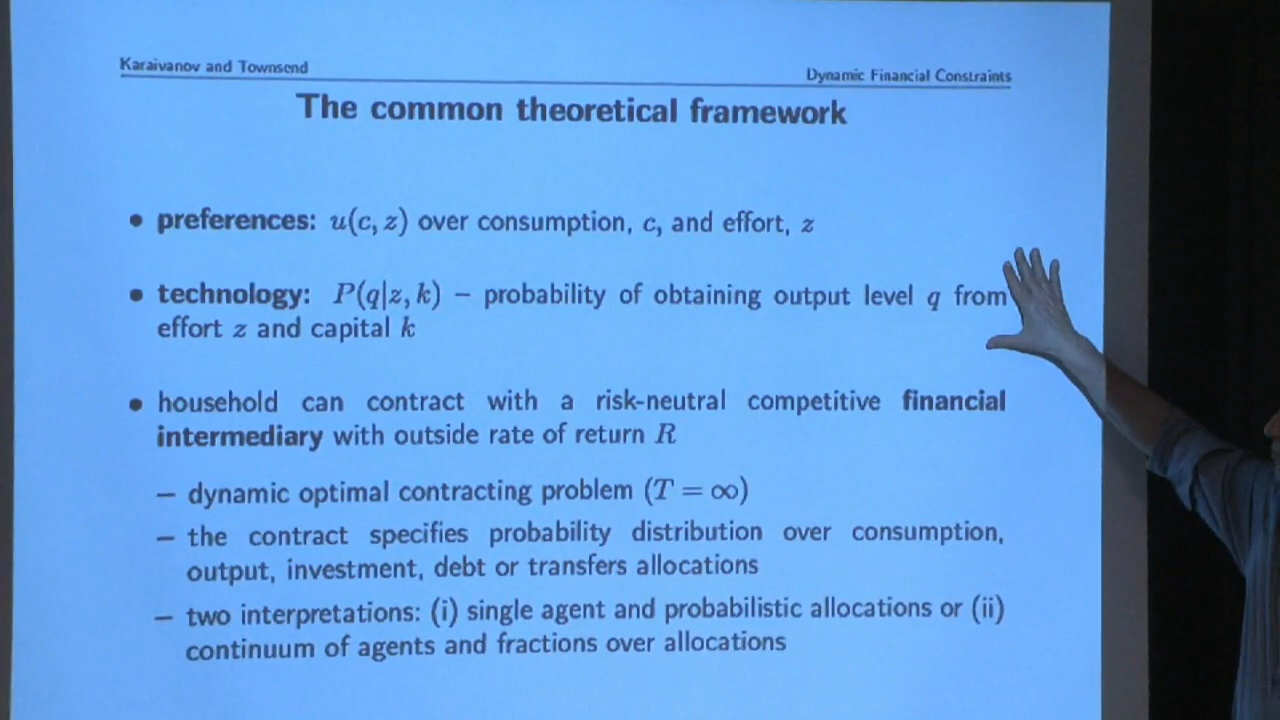 Karaivanov and Townsend
Dynamic Financial Constraints
The common theoretical framework
• preferences: u(c, z) over consumption, c, and effort, z
• technology: P(q|z, k) – probability of obtaining output level q from
effort z and capital k
• household can contract with a risk-neutral competitive financial
intermediary with outside rate of return R
– dynamic optimal contracting problem (T = ∞)
– the contract specifies probability distribution over consumption,
output, investment, debt or transfers allocations
– two interpretations: (i) single agent and probabilistic allocations or (ii)
continuum of agents and fractions over allocations